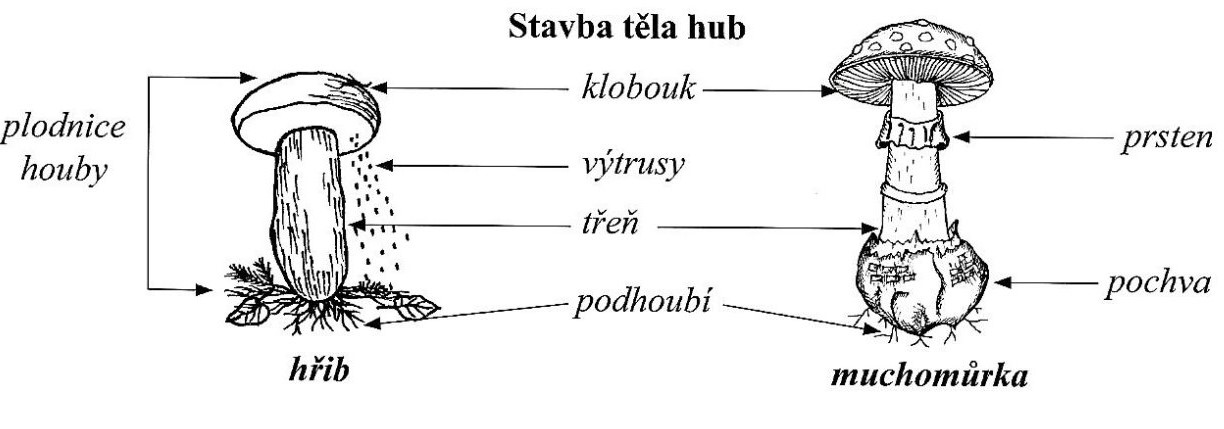 Stavba těla hub
klobouk
plodnice
houby
prsten
výtrusy
třeň
pochva
podhoubí
hřib
muchomůrka